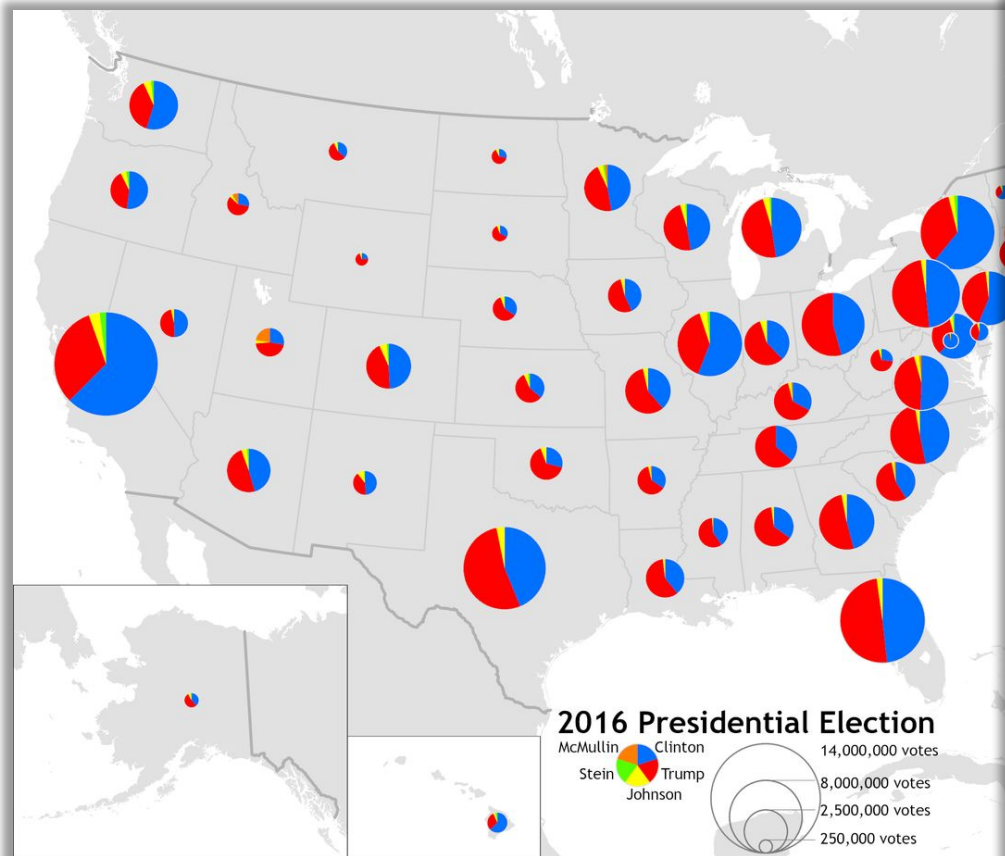 2016 Presidential Election
McMullin Clinton
Stein Trump
Johnson
14,000,000 votes
8,000,000 votes
2,500,000 votes
250,000 votes